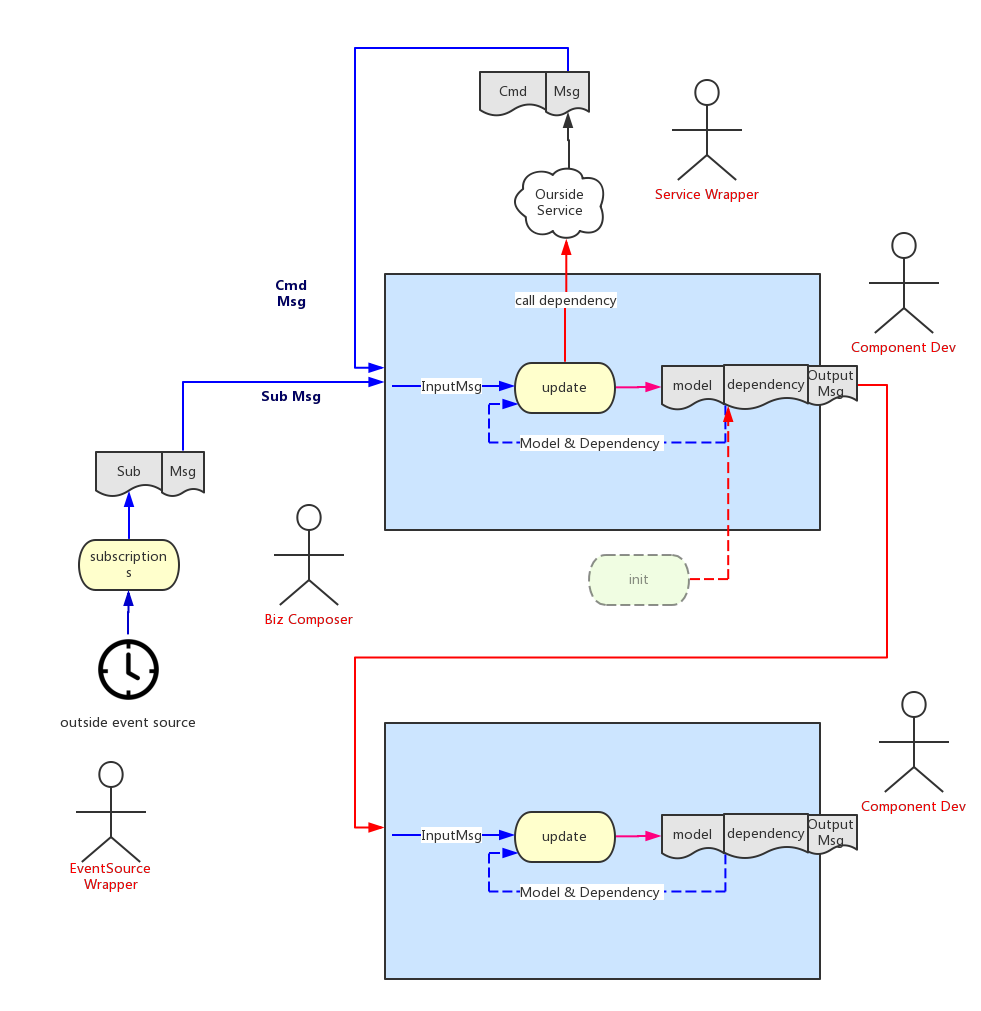 Cmd
Msg
Ourside
Service
Service Wrapper
Cmd
Msg
call dependency
Component Dev
Sub Msg
InputMsg
update
model
dependency
Output
Msg
Model & Dependency
Sub
Msg
subscription
s
init
Biz Composer
outside event source
Component Dev
InputMsg
update
model
dependency
Output
Msg
Model & Dependency
EventSource
Wrapper